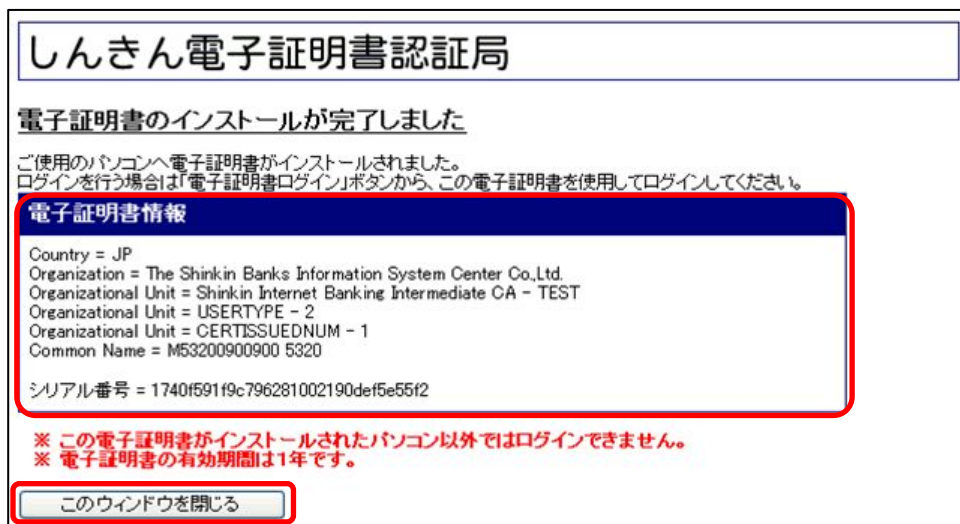 しんきん電子証明書認証局
電子証明書のインストールが完了しました
ご使用のパソコンへ電子証明書がインストールされました。
ログインを行う場合は「電子証明書ログイン」ボタンから、この電子証明書を使用してログインしてください。
電子証明書情報
Country = JP
Organization = The Shinkin Banks Information System Center Co.,Ltd.
Organizational Unit = Shinkin Internet Banking Intermediate CA - TEST
Organizational Unit = USERTYPE - 2
Organizational Unit = CERTISSUEDNUM - 1
Common Name = M53200900900 5320
シリアル番号 = 1740f591f9c796281002190def5e55f2
※ この電子証明書がインストールされたパソコン以外ではログインできません。
※ 電子証明書の有効期間は1年です。
このウィンドウを閉じる